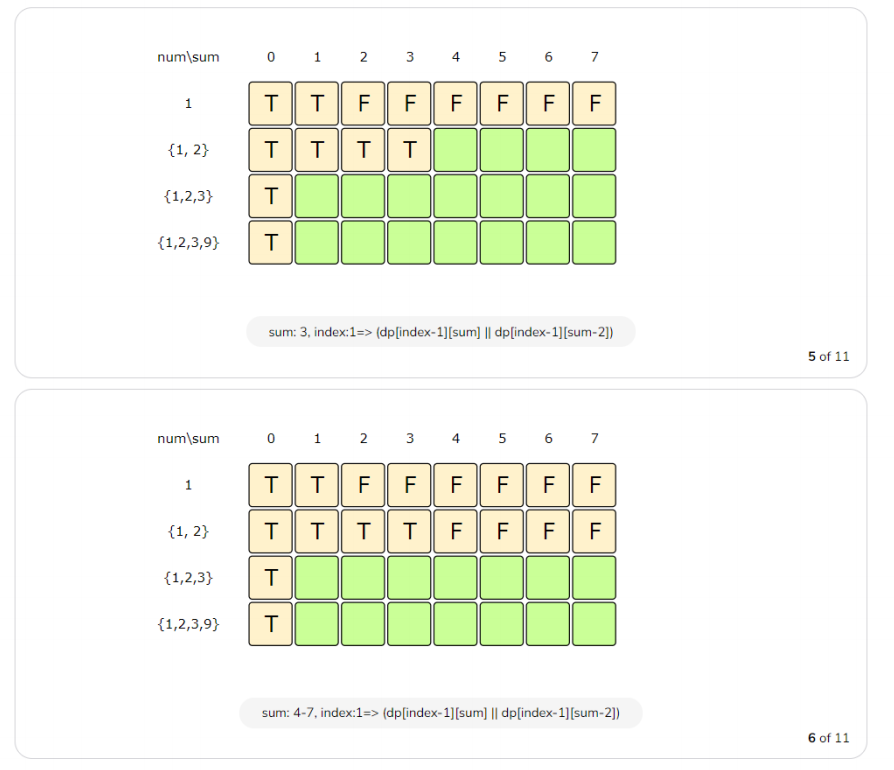 num\sum 0 1 2 3 4 5 6 7
1 T T F F F F F F
{1, 2} T T T T
{1,2,3} T
{1,2,3,9} T
sum: 3, index:1=> (dp[index-1][sum] || dp[index-1][sum-2])
5 of 11
num\sum 0 1 2 3 4 5 6 7
1 T T F F F F F F
{1, 2} T T T T F F F F
{1,2,3} T
{1,2,3,9} T
sum: 4-7, index:1=> (dp[index-1][sum] || dp[index-1][sum-2])
6 of 11